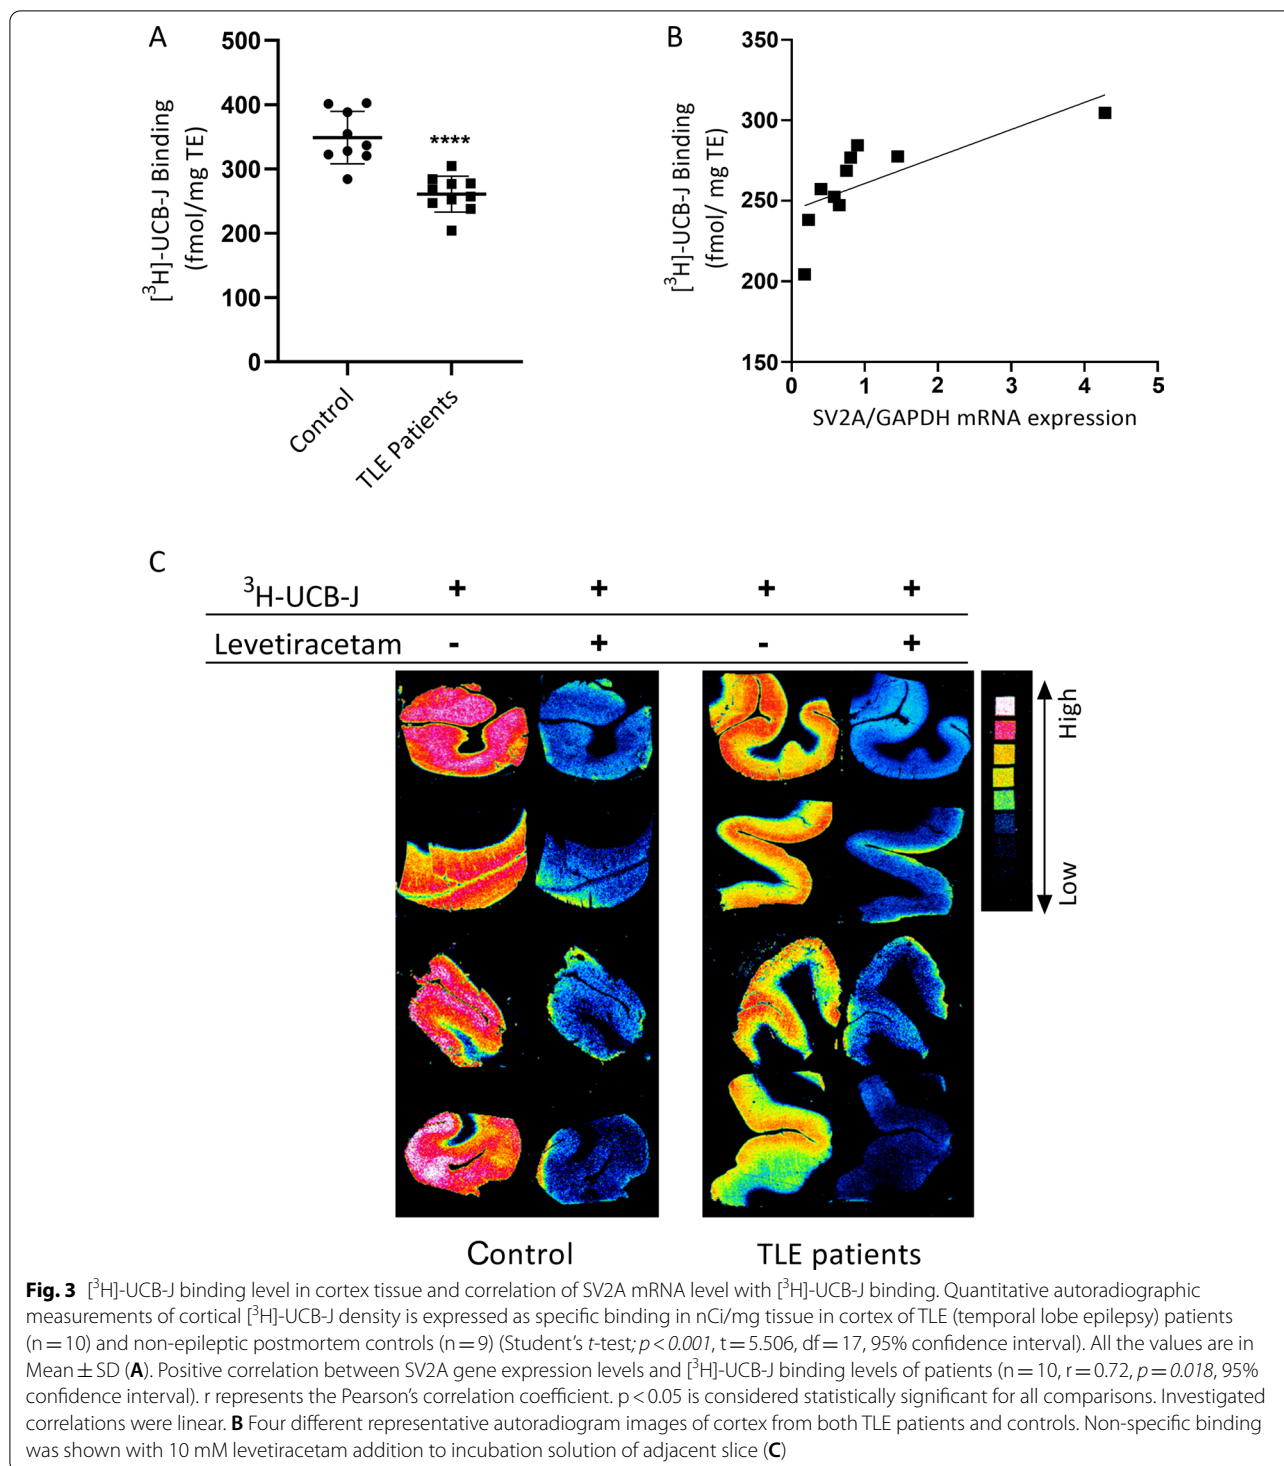 A
500
400
300
200
100
0
[³H]-UCB-J Binding
(fmol/mg TE)
****
Control
TLE Patients
B
350
300
250
200
150
[³H]-UCB-J Binding
(fmol/ mg TE)
0 1 2 3 4 5
SV2A/GAPDH mRNA expression
C
³H-UCB-J + + + +
Levetiracetam - + - +
High
Low
Control TLE patients
Fig. 3 [³H]-UCB-J binding level in cortex tissue and correlation of SV2A mRNA level with [³H]-UCB-J binding. Quantitative autoradiographic
measurements of cortical [³H]-UCB-J density is expressed as specific binding in nCi/mg tissue in cortex of TLE (temporal lobe epilepsy) patients
(n = 10) and non-epileptic postmortem controls (n = 9) (Student's t-test; p < 0.001, t = 5.506, df = 17, 95% confidence interval). All the values are in
Mean ± SD (A). Positive correlation between SV2A gene expression levels and [³H]-UCB-J binding levels of patients (n = 10, r = 0.72, p = 0.018, 95%
confidence interval). r represents the Pearson's correlation coefficient. p < 0.05 is considered statistically significant for all comparisons. Investigated
correlations were linear. B Four different representative autoradiogram images of cortex from both TLE patients and controls. Non-specific binding
was shown with 10 mM levetiracetam addition to incubation solution of adjacent slice (C)